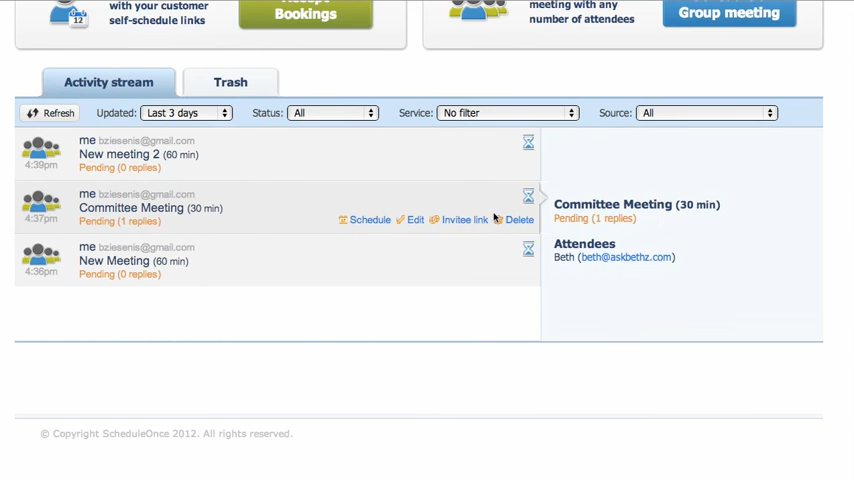 with your customer
self-schedule links
12
Bookings
meeting with any
number of attendees
Group meeting
Activity stream
Trash
Refresh
Updated: Last 3 days
Status: All
Service: No filter
Source: All
me bziesenis@gmail.com
New meeting 2 (60 min)
Pending (0 replies)
4:39pm
me bziesenis@gmail.com
Committee Meeting (30 min)
Pending (1 replies)
4:37pm
Schedule Edit Invitee link Delete
me bziesenis@gmail.com
New Meeting (60 min)
Pending (0 replies)
4:36pm
Committee Meeting (30 min)
Pending (1 replies)
Attendees
Beth (beth@askbethz.com)
© Copyright ScheduleOnce 2012. All rights reserved.